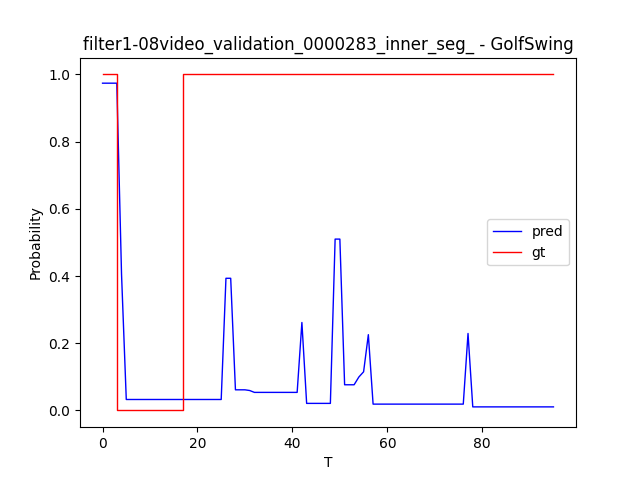 filter1-08video_validation_0000283_inner_seg_ - GolfSwing
1.0
0.8
0.6
0.4
0.2
0.0
Probability
pred
gt
0 20 40 60 80
T